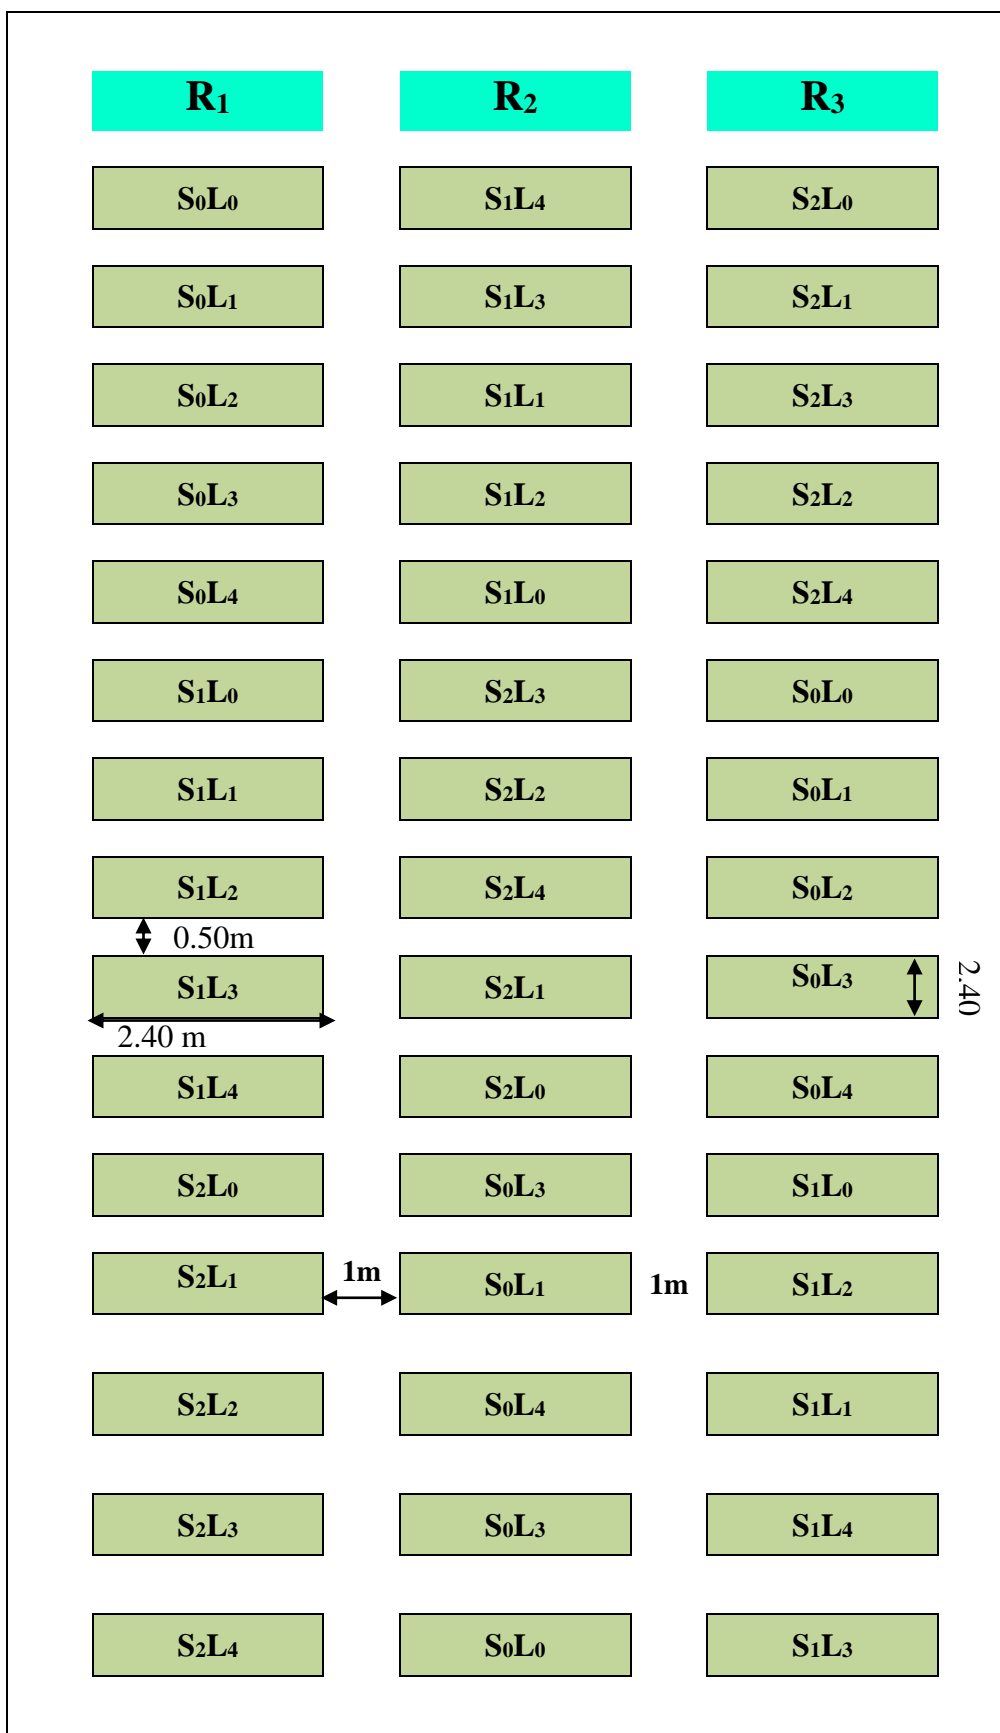 R₁ R₂ R₃
S₀L₀ S₁L₄ S₂L₀
S₀L₁ S₁L₃ S₂L₁
S₀L₂ S₁L₁ S₂L₃
S₀L₃ S₁L₂ S₂L₂
S₀L₄ S₁L₀ S₂L₄
S₁L₀ S₂L₃ S₀L₀
S₁L₁ S₂L₂ S₀L₁
S₁L₂ S₂L₄ S₀L₂
0.50m
S₁L₃ S₂L₁ S₀L₃ 2.40
2.40 m
S₁L₄ S₂L₀ S₀L₄
S₂L₀ S₀L₃ S₁L₀
S₂L₁ 1m S₀L₁ 1m S₁L₂
S₂L₂ S₀L₄ S₁L₁
S₂L₃ S₀L₃ S₁L₄
S₂L₄ S₀L₀ S₁L₃